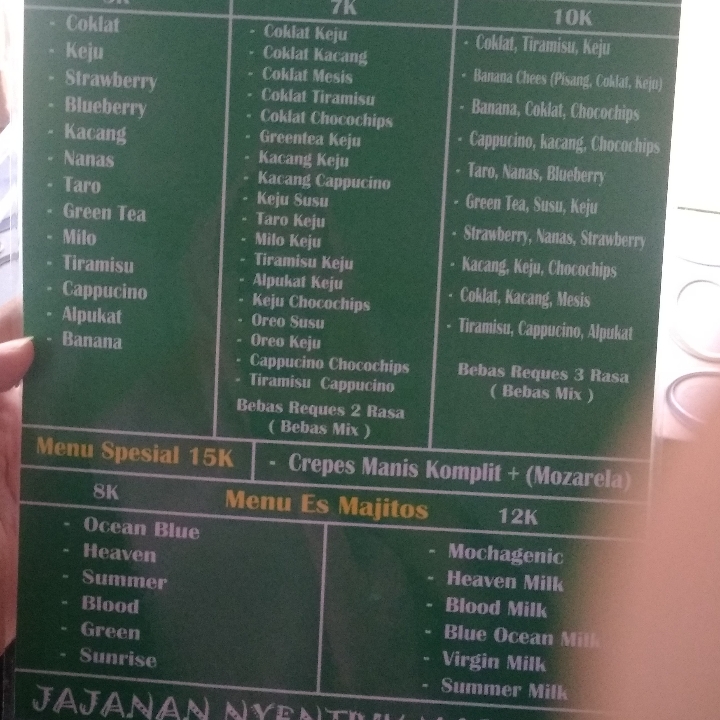 7K
10K
- Coklat
- Keju
- Strawberry
- Blueberry
- Kacang
- Nanas
- Taro
- Green Tea
- Milo
- Tiramisu
- Cappucino
- Alpukat
- Banana
- Coklat Keju
- Coklat Kacang
- Coklat Mesis
- Coklat Tiramisu
- Coklat Chocochips
- Greentea Keju
- Kacang Keju
- Kacang Cappucino
- Keju Susu
- Taro Keju
- Milo Keju
- Tiramisu Keju
- Alpukat Keju
- Keju Chocochips
- Oreo Susu
- Oreo Keju
- Cappucino Chocochips
- Tiramisu Cappucino
Bebas Reques 2 Rasa
( Bebas Mix )
- Coklat, Tiramisu, Keju
- Banana Chees (Pisang, Coklat, Keju)
- Banana, Coklat, Chocochips
- Cappucino, kacang, Chocochips
- Taro, Nanas, Blueberry
- Green Tea, Susu, Keju
- Strawberry, Nanas, Strawberry
- Kacang, Keju, Chocochips
- Coklat, Kacang, Mesis
- Tiramisu, Cappucino, Alpukat
Bebas Reques 3 Rasa
( Bebas Mix )
Menu Spesial 15K
- Crepes Manis Komplit + (Mozarela)
8K
Menu Es Majitos
12K
- Ocean Blue
- Heaven
- Summer
- Blood
- Green
- Sunrise
- Mochagenic
- Heaven Milk
- Blood Milk
- Blue Ocean Milk
- Virgin Milk
- Summer Milk
JAJANAN